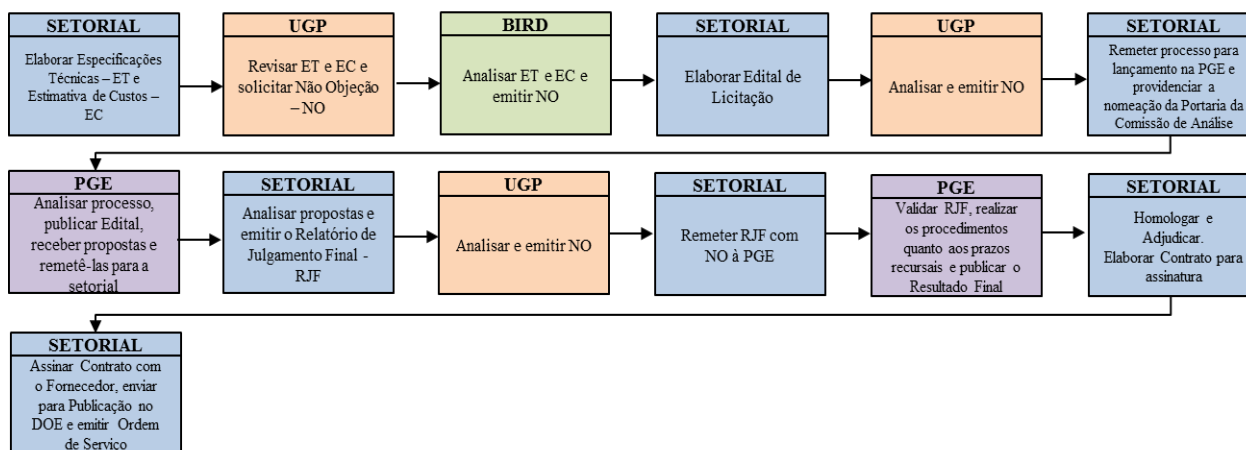 SETORIAL
Elaborar Especificações
Técnicas – ET e
Estimativa de Custos –
EC
UGP
Revisar ET e EC e
solicitar Não Objeção
– NO
BIRD
Analisar ET e EC e
emitir NO
SETORIAL
Elaborar Edital de
Licitação
UGP
Analisar e emitir NO
SETORIAL
Remeter processo para
lançamento na PGE e
providenciar a
nomeação da Portaria da
Comissão de Análise
PGE
Analisar processo,
publicar Edital,
receber propostas e
remetê-las para a
setorial
SETORIAL
Analisar propostas e
emitir o Relatório de
Julgamento Final -
RJF
UGP
Analisar e emitir NO
SETORIAL
Remeter RJF com
NO à PGE
PGE
Validar RJF, realizar
os procedimentos
quanto aos prazos
recursais e publicar o
Resultado Final
SETORIAL
Homologar e
Adjudicar.
Elaborar Contrato para
assinatura
SETORIAL
Assinar Contrato com
o Fornecedor, enviar
para Publicação no
DOE e emitir Ordem
de Serviço